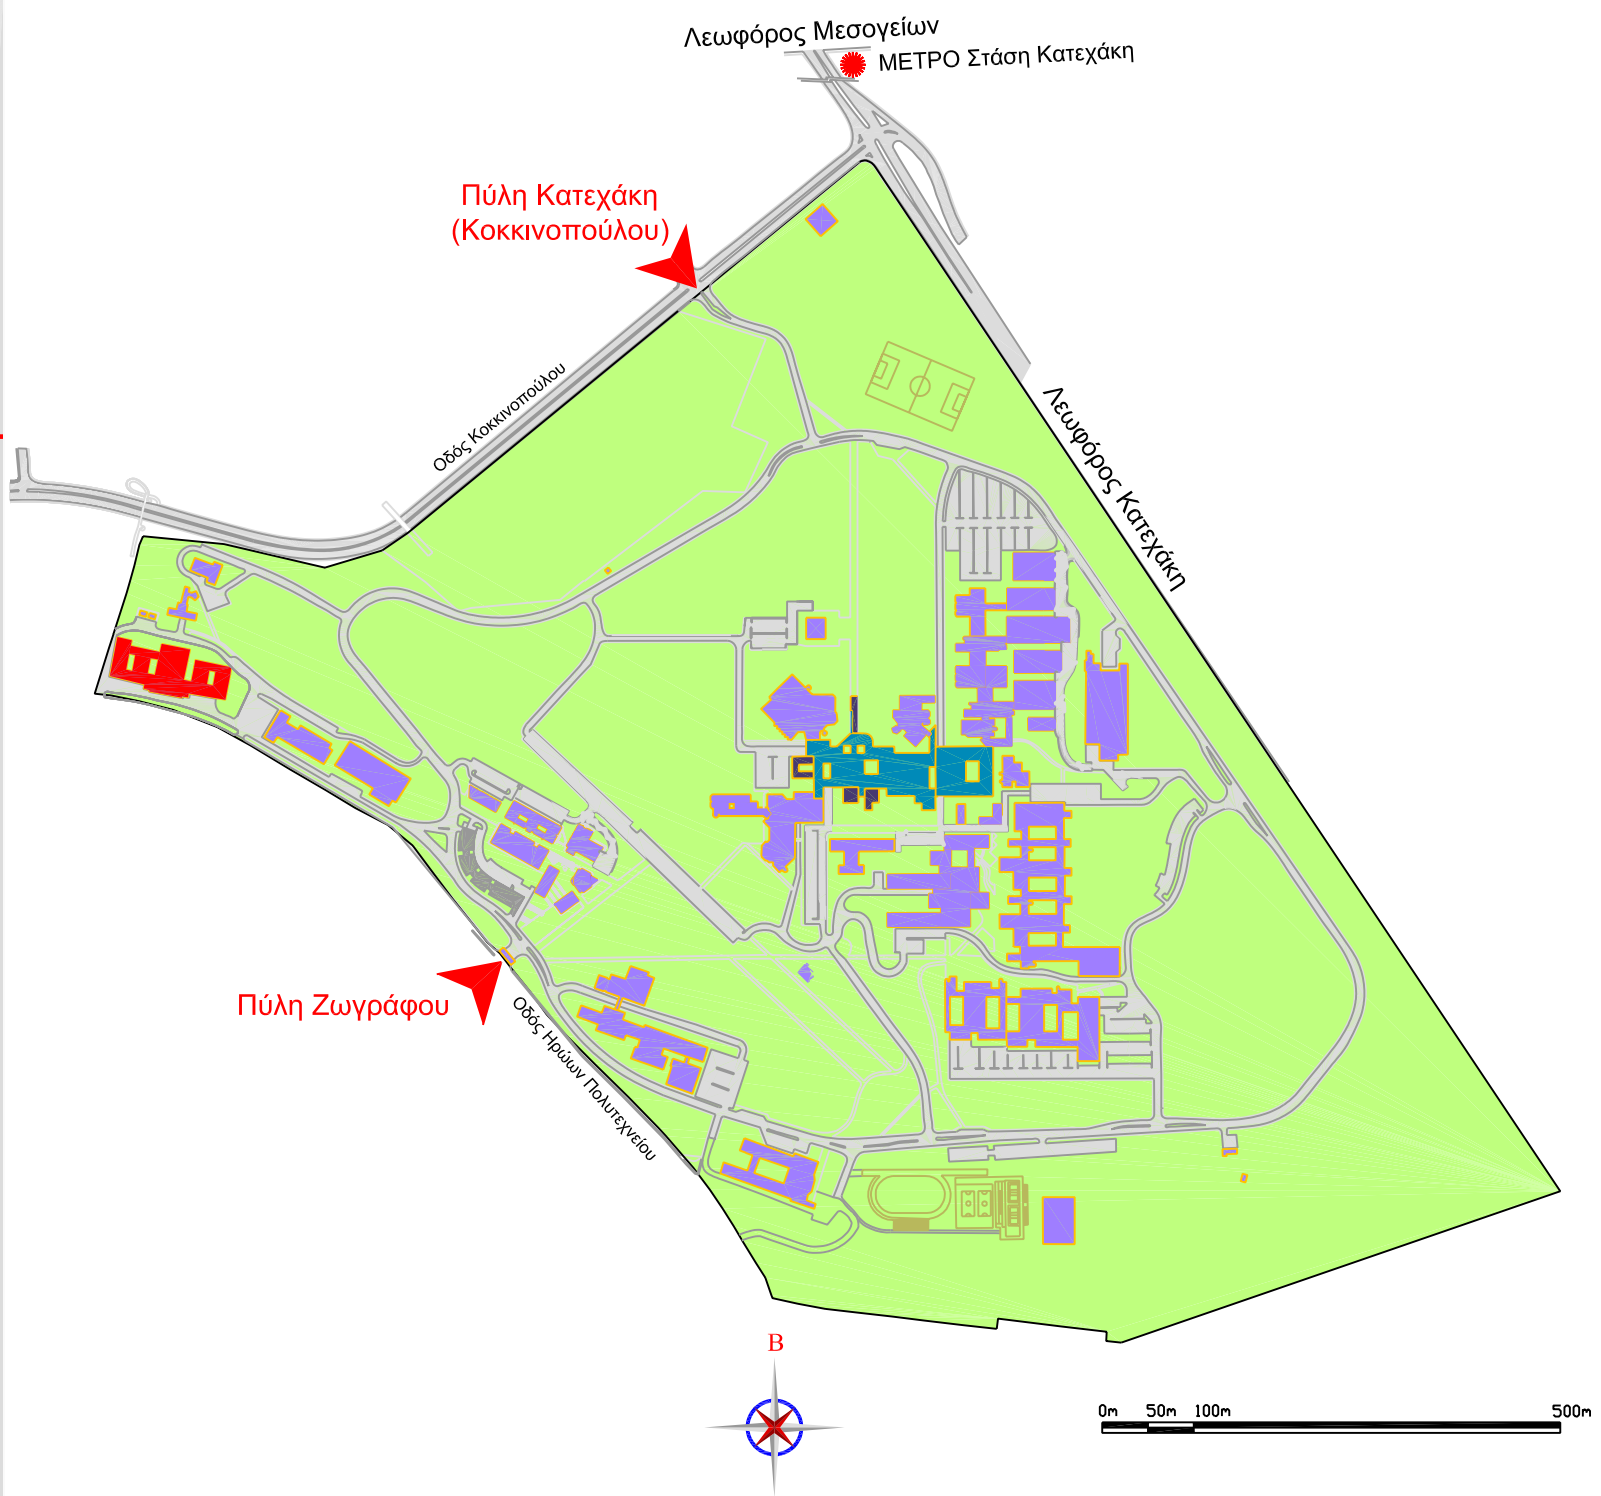 Λεωφόρος Μεσογείων
ΜΕΤΡΟ Στάση Κατεχάκη
Πύλη Κατεχάκη
(Κοκκινοπούλου)
Οδός Κοκκινοπούλου
Λεωφόρος Κατεχάκη
Πύλη Ζωγράφου
Οδός Ηρώων Πολυτεχνείου
Β
0m 50m 100m 500m